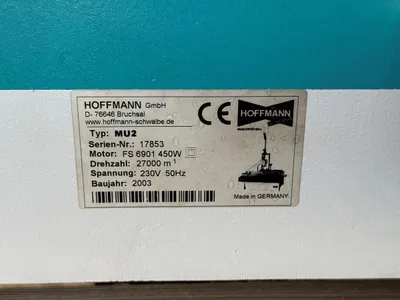 HOFFMANN GmbH
D- 76646 Bruchsal
www.hoffmann-schwalbe.de
CE
HOFFMANN
MASCHINENBAU
Typ: MU2
Serien-Nr.: 17853
Motor: FS 6901 450W
Drehzahl: 27000 m-1
Spannung: 230V 50Hz
Baujahr: 2003
Made in GERMANY